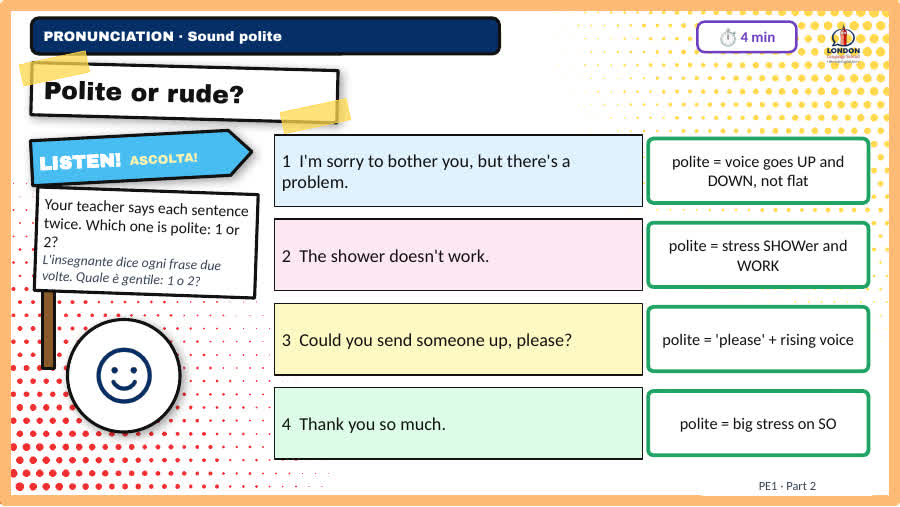 PRONUNCIATION · Sound polite
⏱️ 4 min
LONDON
Polite or rude?
LISTEN! ASCOLTA!
Your teacher says each sentence
twice. Which one is polite: 1 or
2?
L'insegnante dice ogni frase due
volte. Quale è gentile: 1 o 2?
1 I'm sorry to bother you, but there's a
problem.
polite = voice goes UP and
DOWN, not flat
2 The shower doesn't work.
polite = stress SHOWer and
WORK
3 Could you send someone up, please?
polite = 'please' + rising voice
4 Thank you so much.
polite = big stress on SO
PE1 · Part 2